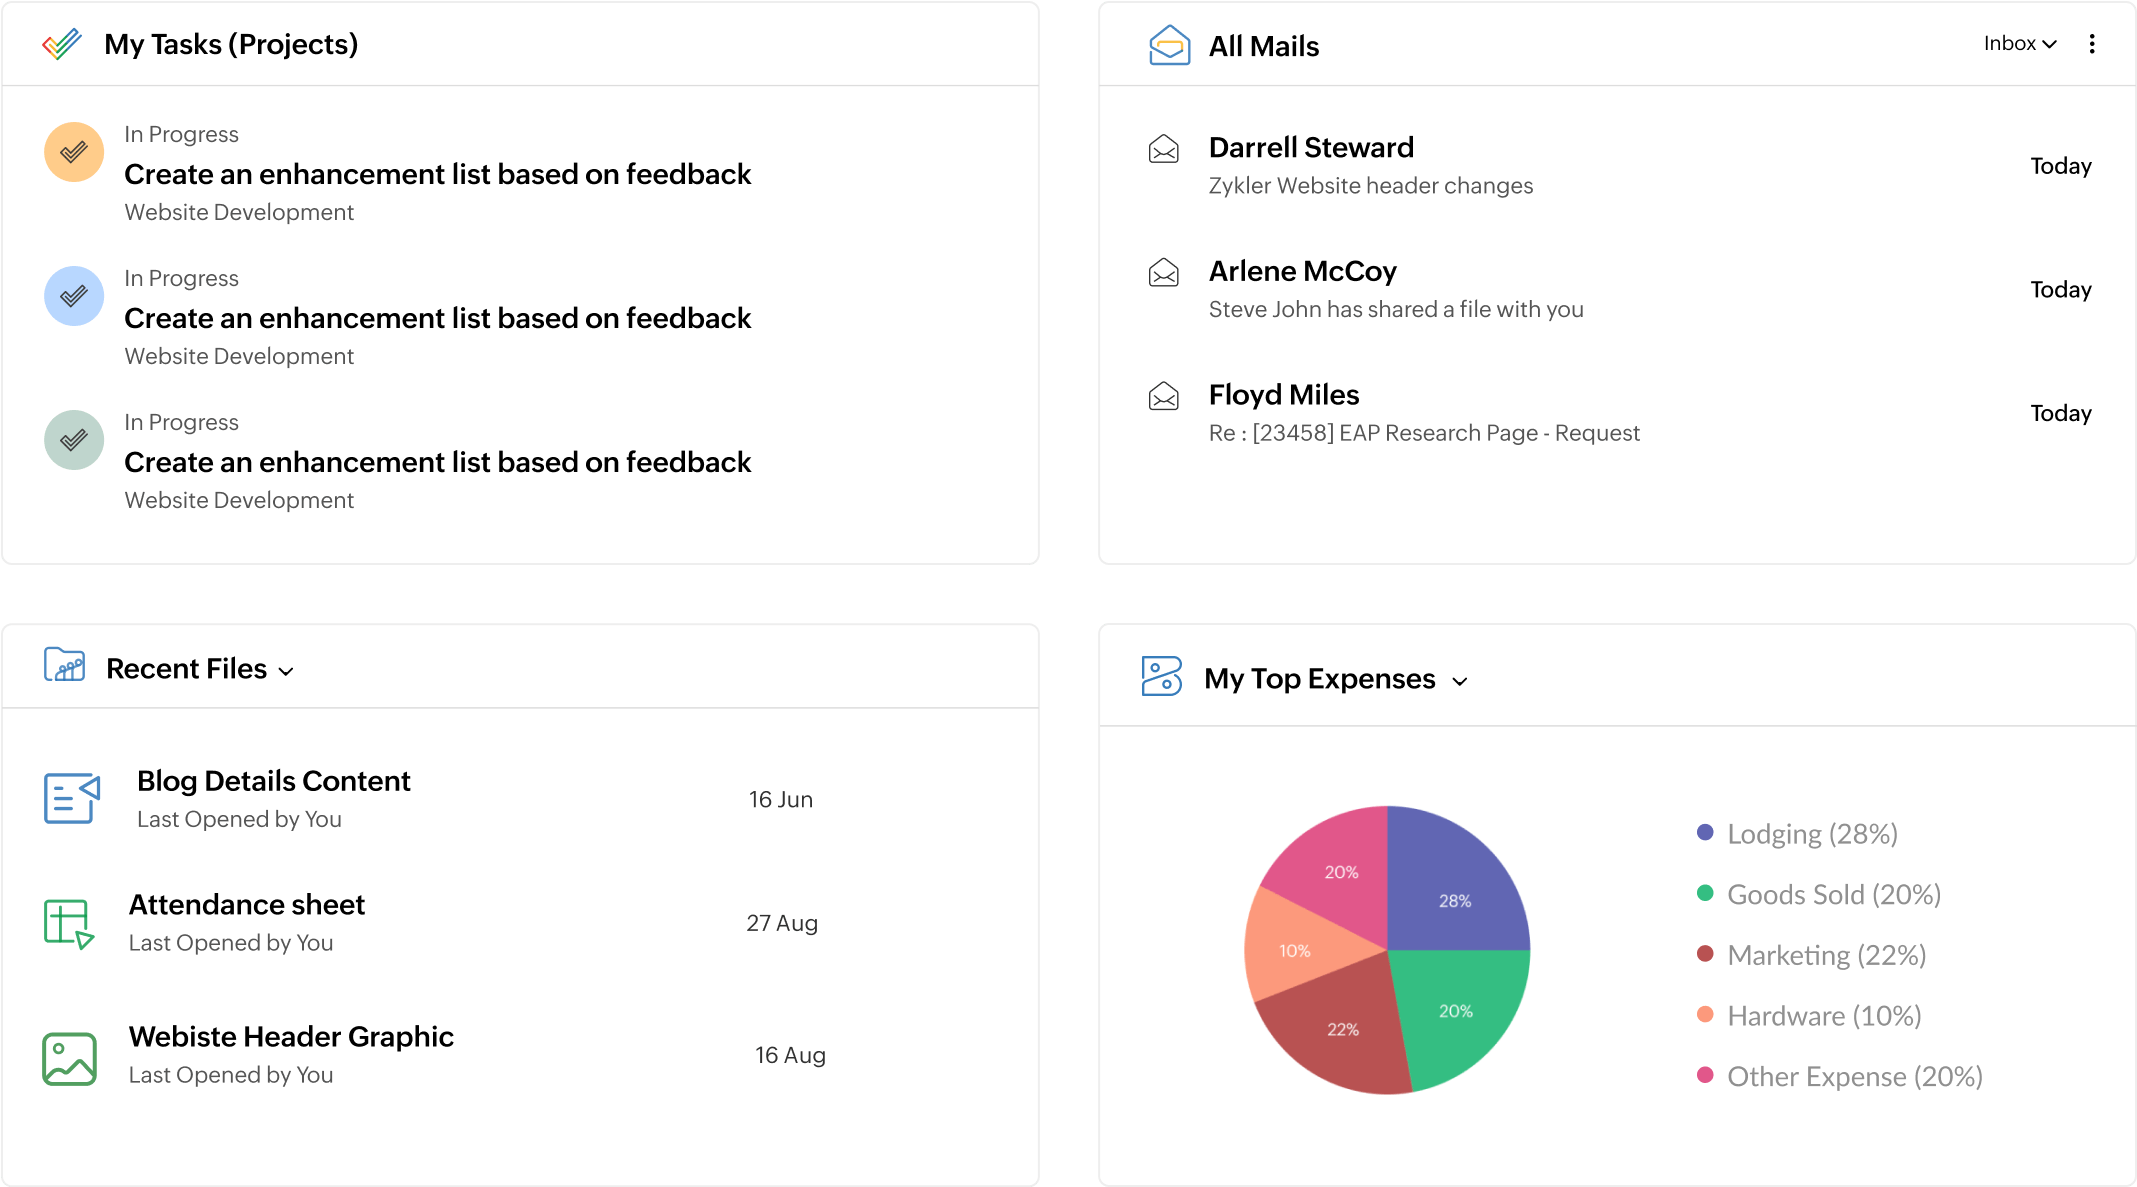 My Tasks (Projects)
In Progress
Create an enhancement list based on feedback
Website Development
In Progress
Create an enhancement list based on feedback
Website Development
In Progress
Create an enhancement list based on feedback
Website Development
All Mails
Inbox
Darrell Steward
Zykler Website header changes
Today
Arlene McCoy
Steve John has shared a file with you
Today
Floyd Miles
Re : [23458] EAP Research Page - Request
Today
Recent Files
Blog Details Content
Last Opened by You
16 Jun
Attendance sheet
Last Opened by You
27 Aug
Webiste Header Graphic
Last Opened by You
16 Aug
My Top Expenses
20%
28%
10%
20%
22%
Lodging (28%)
Goods Sold (20%)
Marketing (22%)
Hardware (10%)
Other Expense (20%)